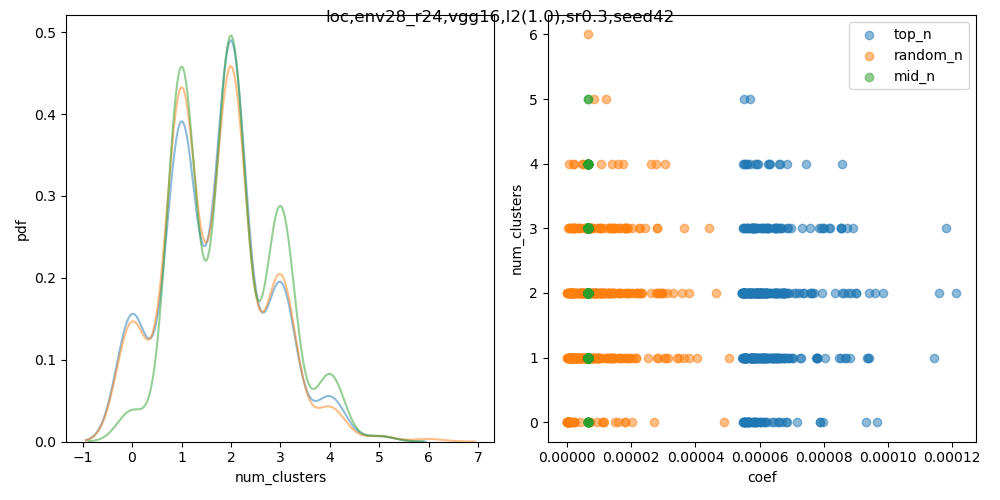 loc,env28_r24,vgg16,l2(1.0),sr0.3,seed42
0.5
0.4
0.3
0.2
0.1
0.0
pdf
−1 0 1 2 3 4 5 6 7
num_clusters
6
5
4
3
2
1
0
num_clusters
0.00000 0.00002 0.00004 0.00006 0.00008 0.00010 0.00012
coef
top_n
random_n
mid_n